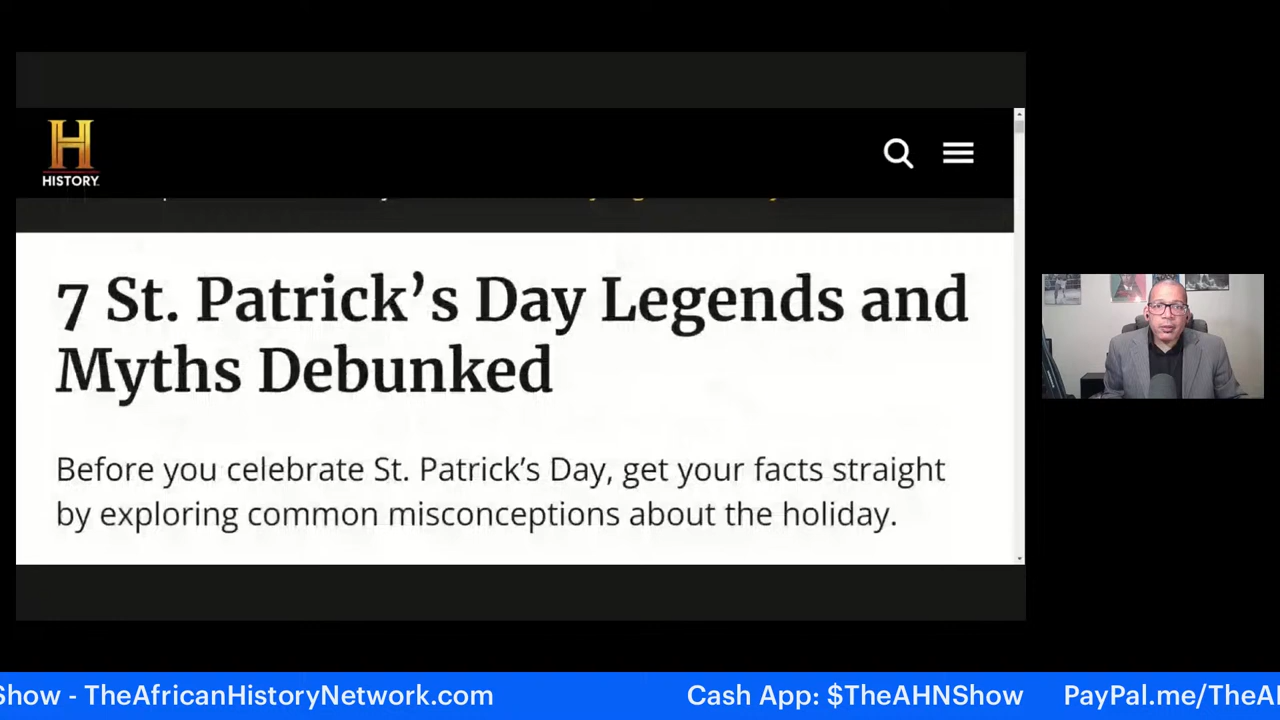 HISTORY
7 St. Patrick’s Day Legends and
Myths Debunked
Before you celebrate St. Patrick’s Day, get your facts straight
by exploring common misconceptions about the holiday.
Show - TheAfricanHistoryNetwork.com
Cash App: $TheAHNShow
PayPal.me/TheAH